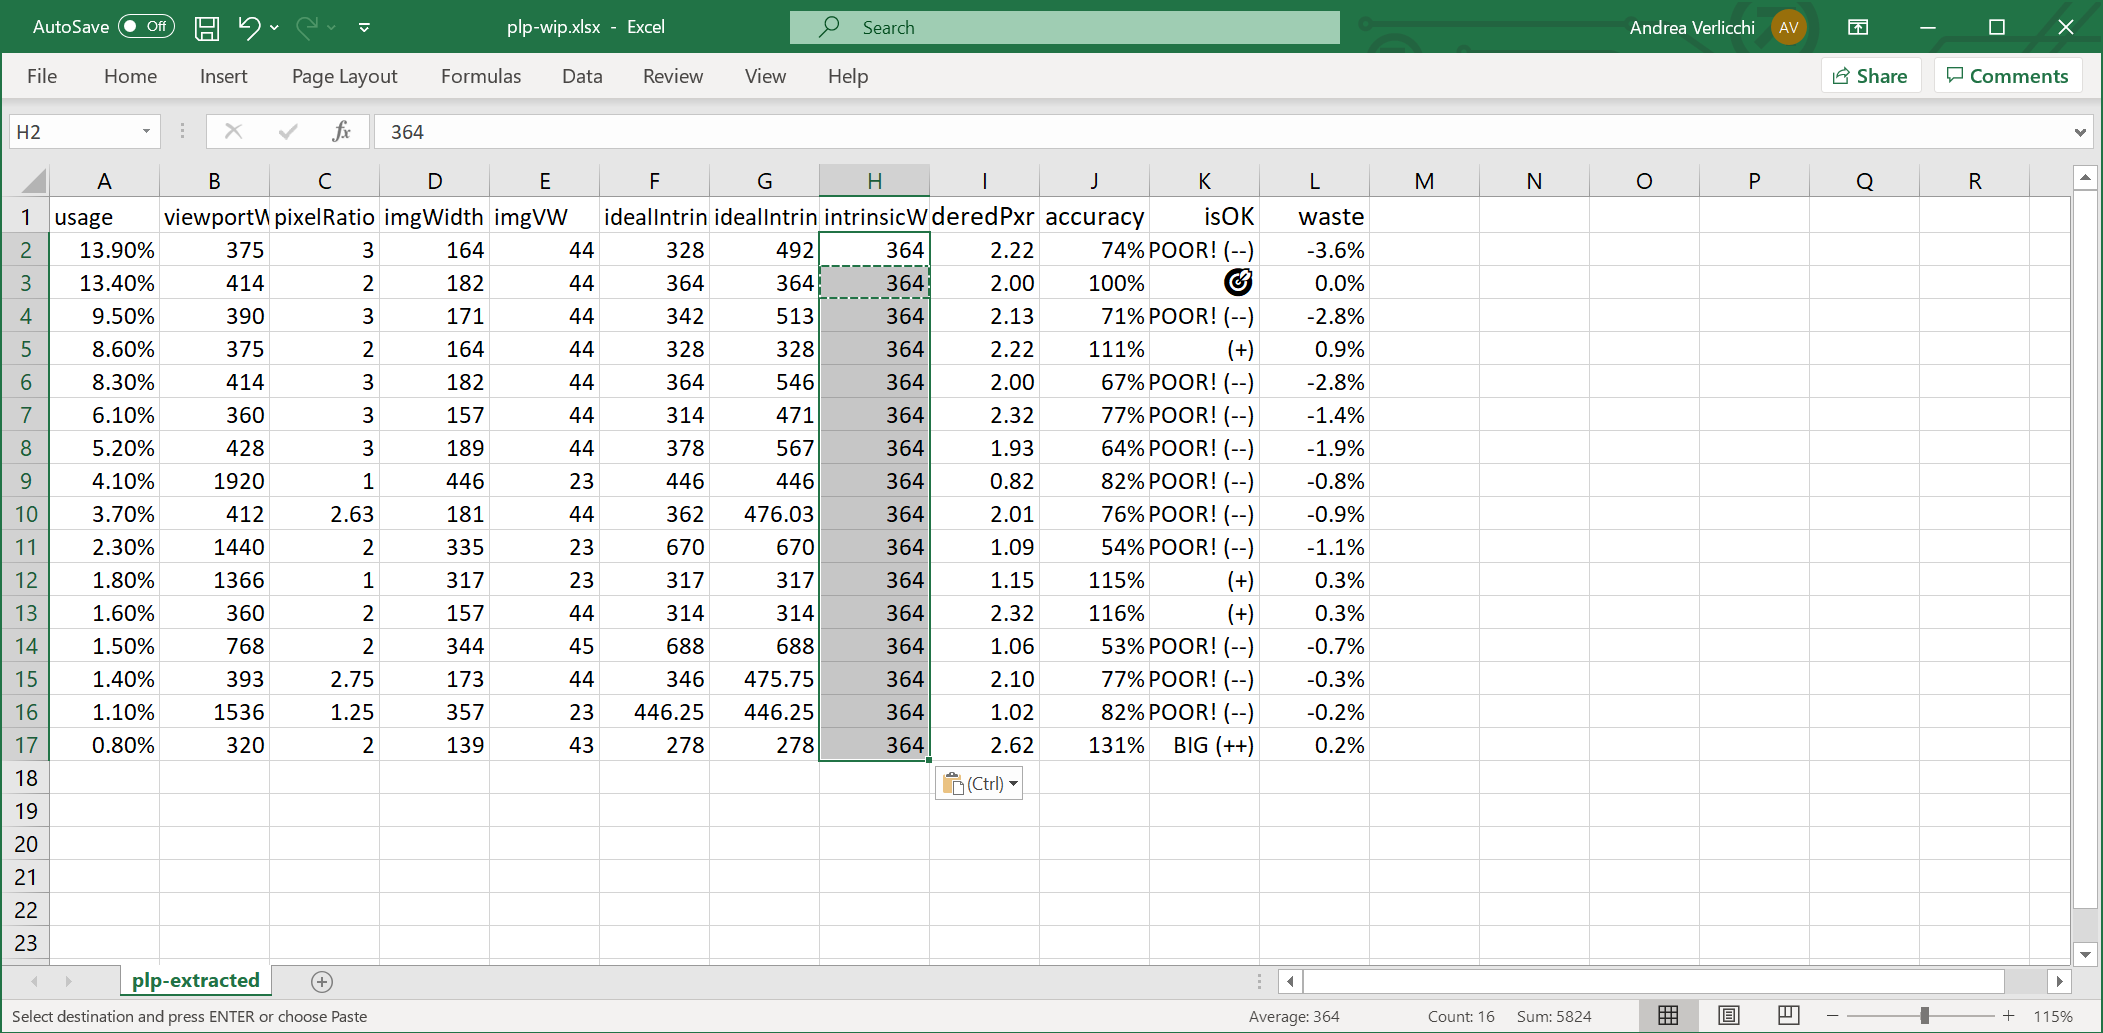 AutoSave Off plp-wip.xlsx - Excel Search Andrea Verlicchi AV
File Home Insert Page Layout Formulas Data Review View Help Share Comments
H2 fx 364
A B C D E F G H I J K L M N O P Q R
1 usage viewportW pixelRatio imgWidth imgVW idealIntrin idealIntrin intrinsicW deredPxr accuracy isOK waste
2 13.90% 375 3 164 44 328 492 364 2.22 74% POOR! (--) -3.6%
3 13.40% 414 2 182 44 364 364 364 2.00 100% 0.0%
4 9.50% 390 3 171 44 342 513 364 2.13 71% POOR! (--) -2.8%
5 8.60% 375 2 164 44 328 328 364 2.22 111% (+) 0.9%
6 8.30% 414 3 182 44 364 546 364 2.00 67% POOR! (--) -2.8%
7 6.10% 360 3 157 44 314 471 364 2.32 77% POOR! (--) -1.4%
8 5.20% 428 3 189 44 378 567 364 1.93 64% POOR! (--) -1.9%
9 4.10% 1920 1 446 23 446 446 364 0.82 82% POOR! (--) -0.8%
10 3.70% 412 2.63 181 44 362 476.03 364 2.01 76% POOR! (--) -0.9%
11 2.30% 1440 2 335 23 670 670 364 1.09 54% POOR! (--) -1.1%
12 1.80% 1366 1 317 23 317 317 364 1.15 115% (+) 0.3%
13 1.60% 360 2 157 44 314 314 364 2.32 116% (+) 0.3%
14 1.50% 768 2 344 45 688 688 364 1.06 53% POOR! (--) -0.7%
15 1.40% 393 2.75 173 44 346 475.75 364 2.10 77% POOR! (--) -0.3%
16 1.10% 1536 1.25 357 23 446.25 446.25 364 1.02 82% POOR! (--) -0.2%
17 0.80% 320 2 139 43 278 278 364 2.62 131% BIG (++) 0.2%
18 (Ctrl)
19
20
21
22
23
plp-extracted
Select destination and press ENTER or choose Paste Average: 364 Count: 16 Sum: 5824 115%